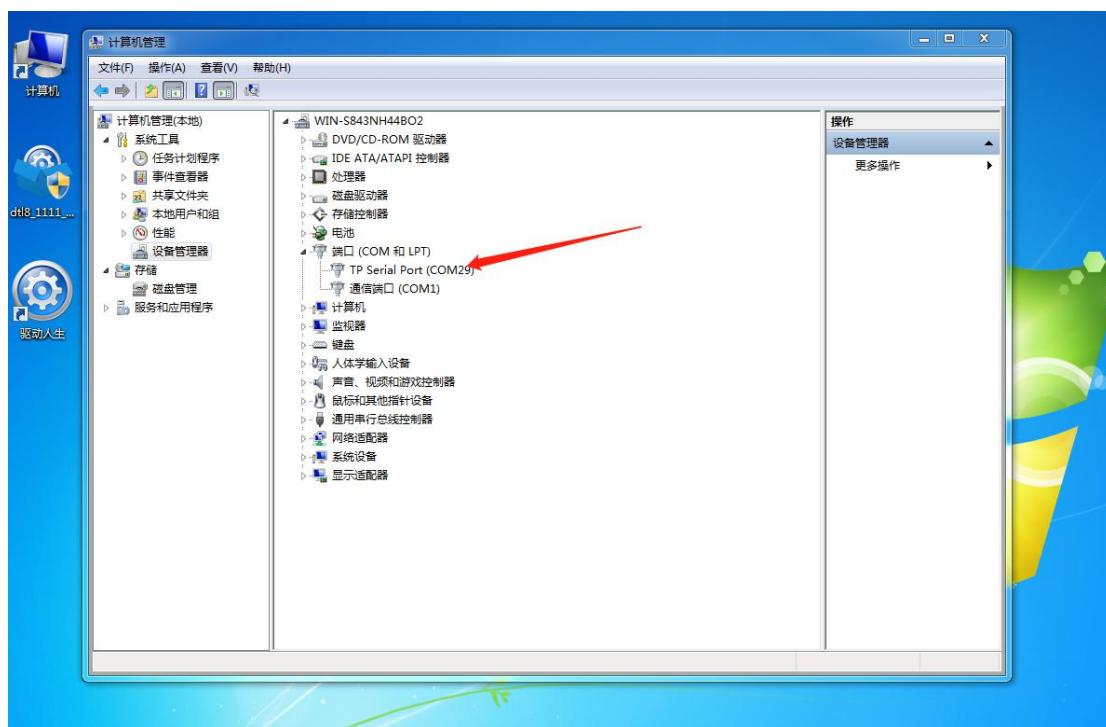 计算机
dtl8_1111_...
驱动人生
计算机管理
文件(F) 操作(A) 查看(V) 帮助(H)
计算机管理(本地)
系统工具
任务计划程序
事件查看器
共享文件夹
本地用户和组
性能
设备管理器
存储
磁盘管理
服务和应用程序
WIN-S843NH44BO2
DVD/CD-ROM 驱动器
IDE ATA/ATAPI 控制器
处理器
磁盘驱动器
存储控制器
电池
端口 (COM 和 LPT)
TP Serial Port (COM29)
通信端口 (COM1)
计算机
监视器
键盘
人体学输入设备
声音、视频和游戏控制器
鼠标和其他指针设备
通用串行总线控制器
网络适配器
系统设备
显示适配器
操作
设备管理器
更多操作